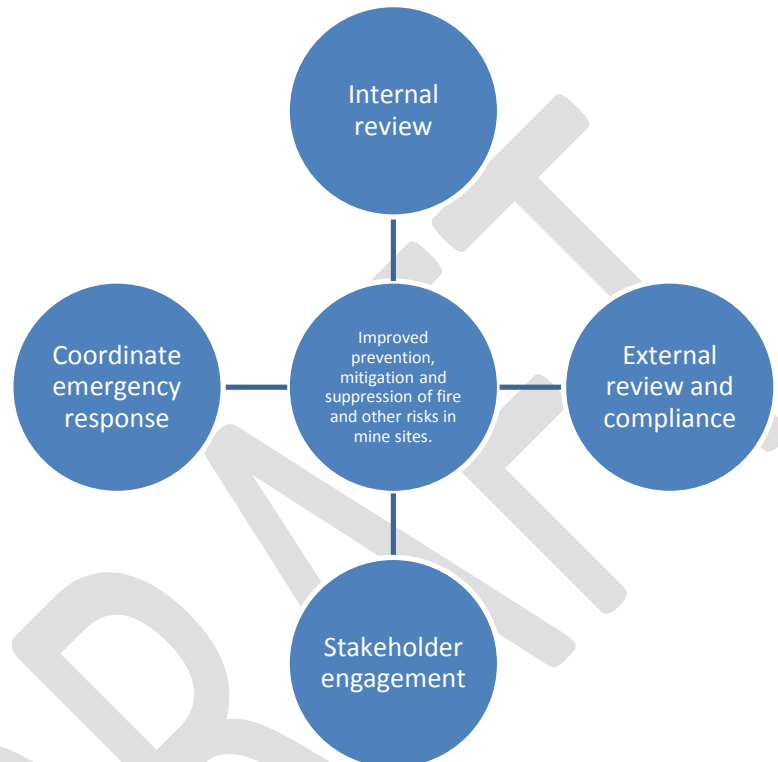 Internal
review
Coordinate
emergency
response
Improved
prevention,
mitigation and
suppression of fire
and other risks in
mine sites.
External
review and
compliance
Stakeholder
engagement
DRAFT